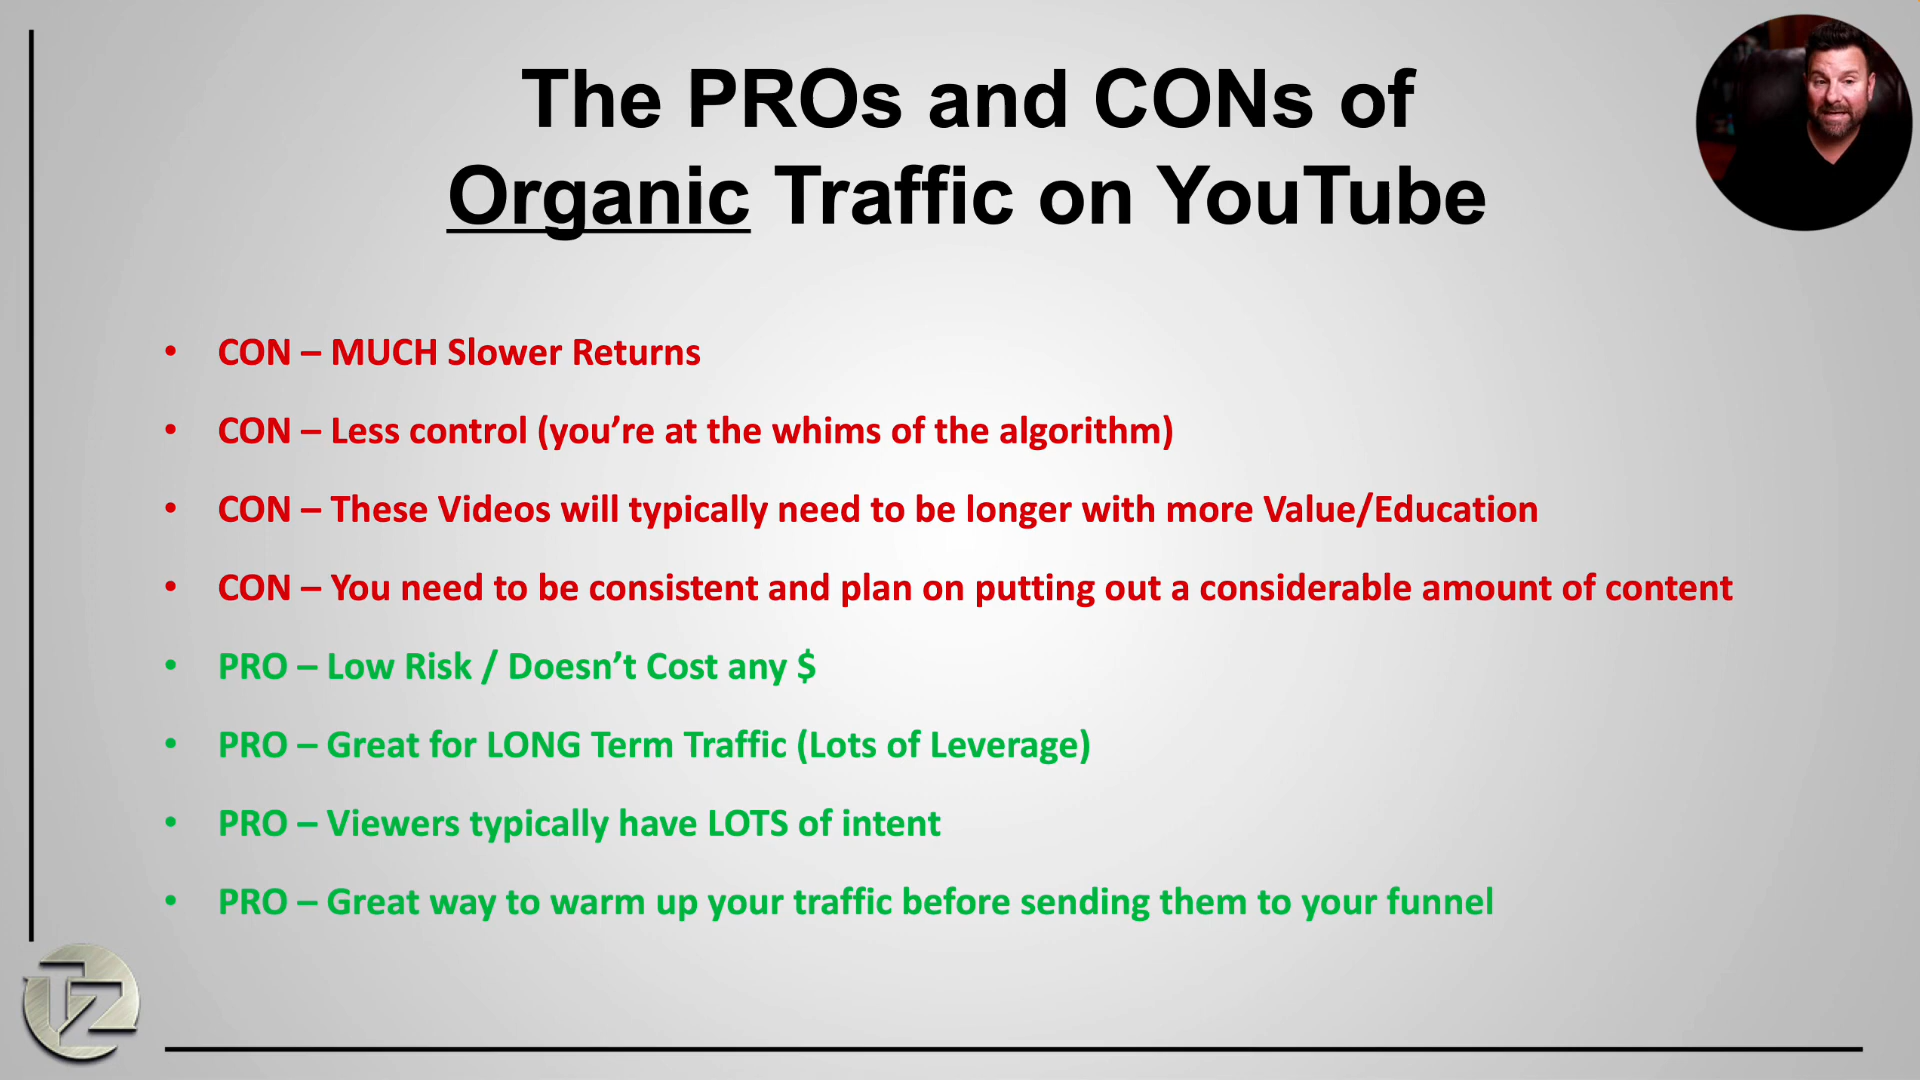 The PROs and CONs of
Organic Traffic on YouTube
• CON – MUCH Slower Returns
• CON – Less control (you’re at the whims of the algorithm)
• CON – These Videos will typically need to be longer with more Value/Education
• CON – You need to be consistent and plan on putting out a considerable amount of content
• PRO – Low Risk / Doesn’t Cost any $
• PRO – Great for LONG Term Traffic (Lots of Leverage)
• PRO – Viewers typically have LOTS of intent
• PRO – Great way to warm up your traffic before sending them to your funnel
TZ